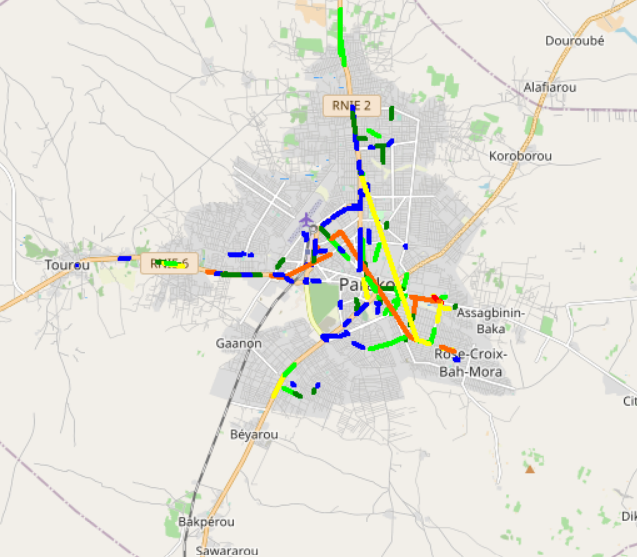 Douroubé
Alafiarou
RNIE 2
Koroborou
Tourou
RNIE 6
Assagbinin-
Baka
Gaanon
Rose-Croix-
Bah-Mora
Béyarou
Bakpérou
Sawararou